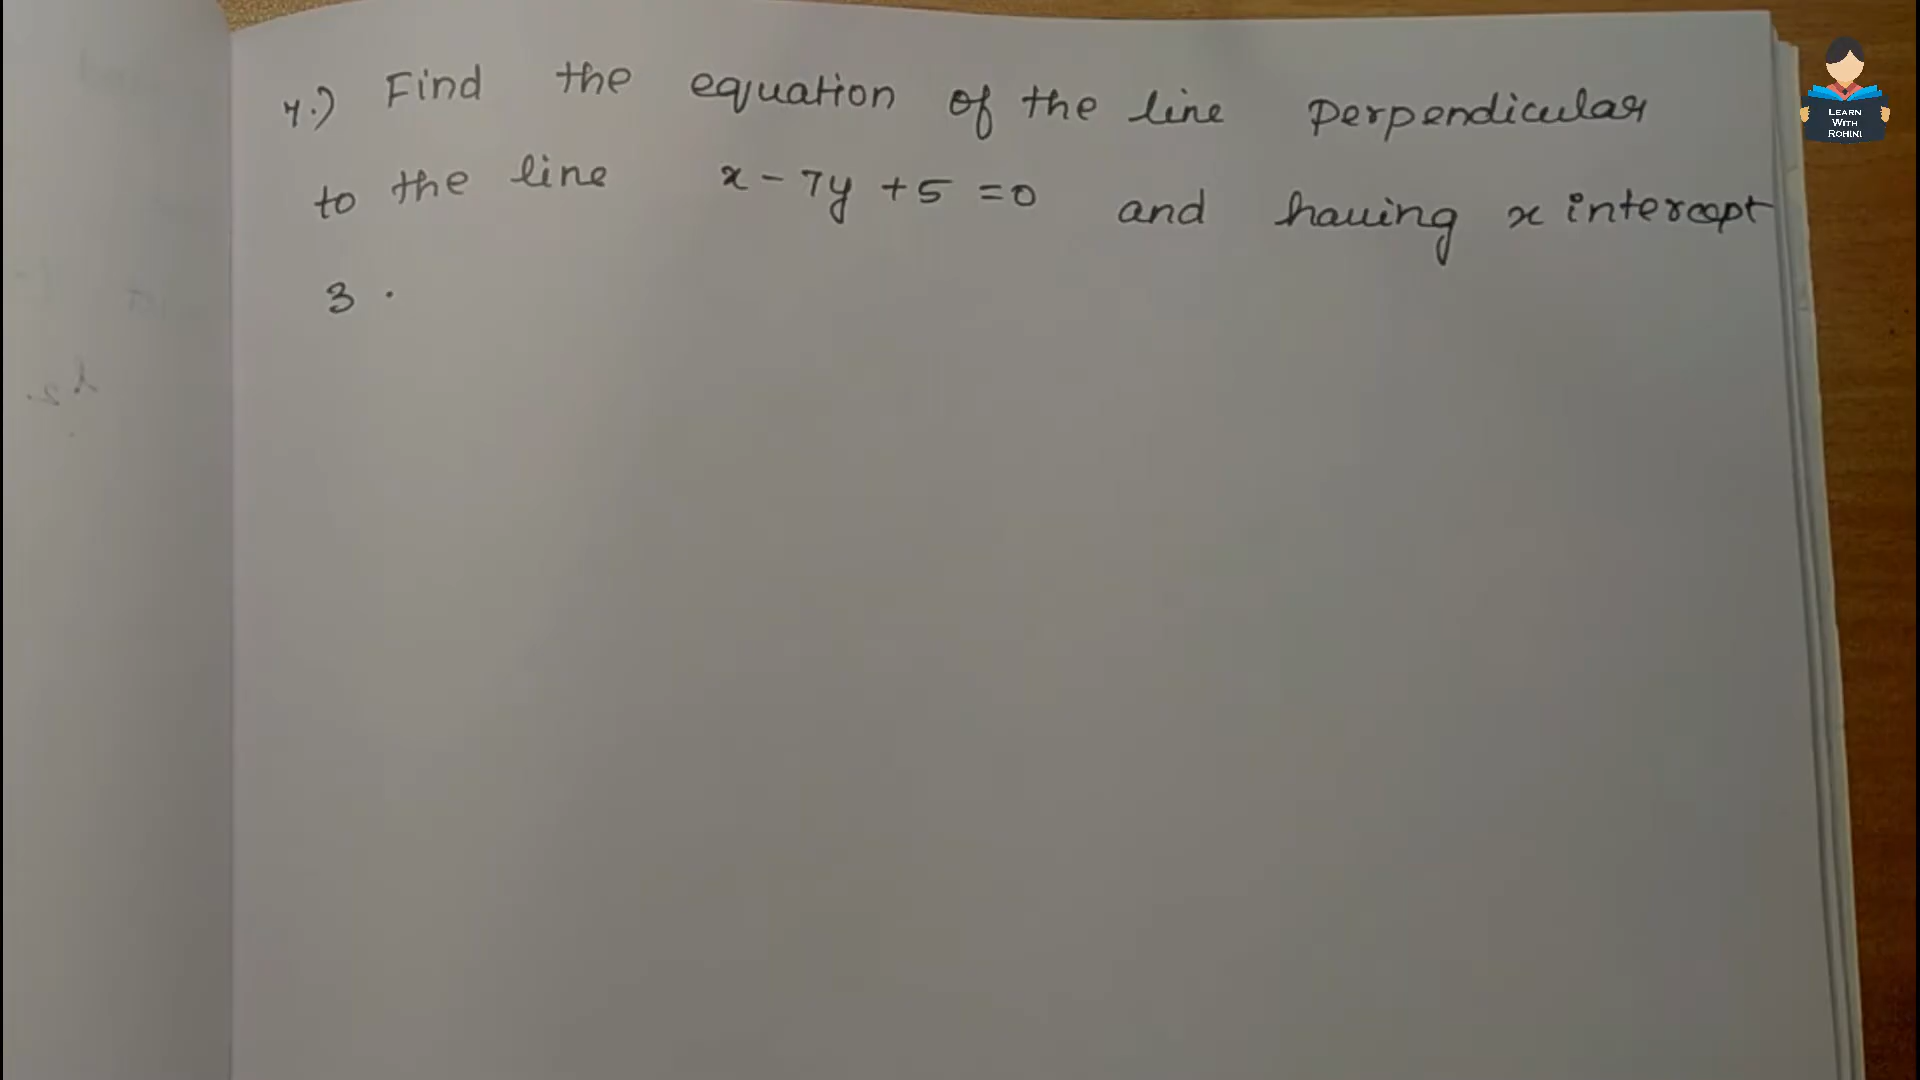 7.) Find the equation of the line perpendicular
to the line x - 7y + 5 = 0 and having x intercept
3 .
LEARN
WITH
ROHINI